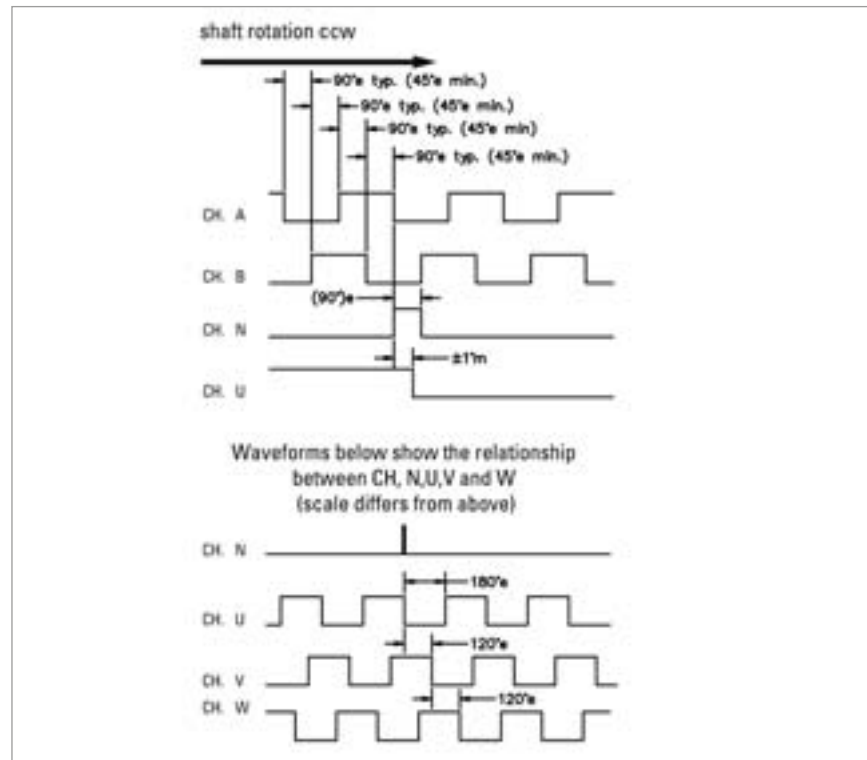 shaft rotation ccw
90°e typ. (45°e min.)
90°e typ. (45°e min.)
90°e typ. (45°e min)
90°e typ. (45°e min.)
CH. A
CH. B
(90°)e
CH. N
±1°m
CH. U
Waveforms below show the relationship
between CH, N,U,V and W
(scale differs from above)
CH. N
180°e
CH. U
120°e
CH. V
120°e
CH. W